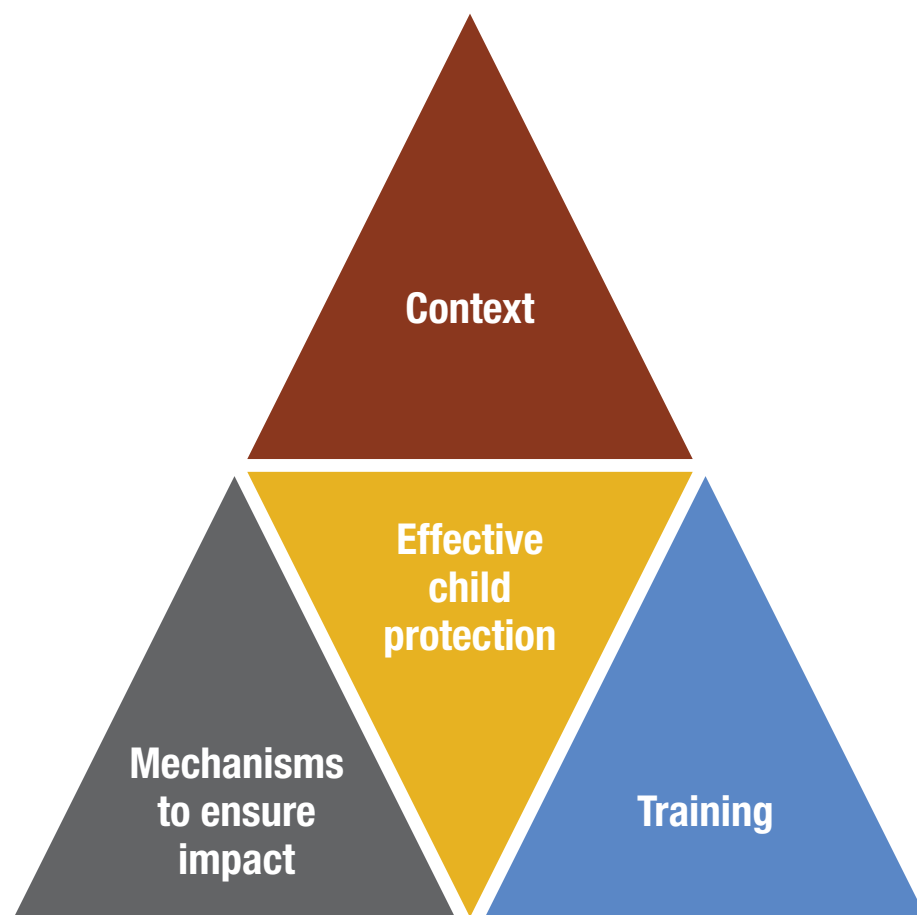 Context
Effective
child
protection
Mechanisms
to ensure
impact
Training